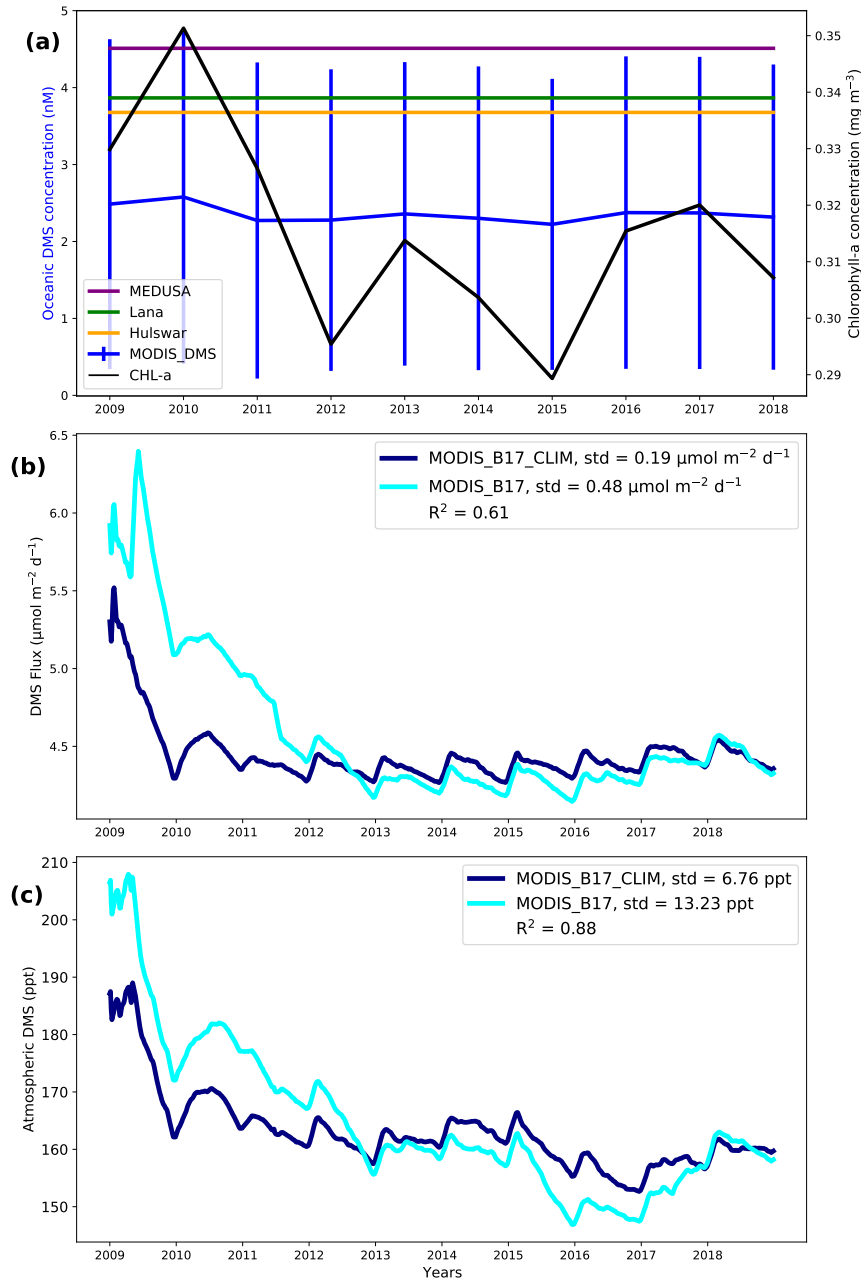 (a)
5
4
3
2
1
0
Oceanic DMS concentration (nM)
0.35
0.34
0.33
0.32
0.31
0.30
0.29
Chlorophyll-a concentration (mg m⁻³)
MEDUSA
Lana
Hulswar
MODIS_DMS
CHL-a
2009 2010 2011 2012 2013 2014 2015 2016 2017 2018
(b)
6.5
6.0
5.5
5.0
4.5
DMS Flux (μmol m⁻² d⁻¹)
MODIS_B17_CLIM, std = 0.19 μmol m⁻² d⁻¹
MODIS_B17, std = 0.48 μmol m⁻² d⁻¹
R² = 0.61
2009 2010 2011 2012 2013 2014 2015 2016 2017 2018
(c)
210
200
190
180
170
160
150
Atmospheric DMS (ppt)
MODIS_B17_CLIM, std = 6.76 ppt
MODIS_B17, std = 13.23 ppt
R² = 0.88
2009 2010 2011 2012 2013 2014 2015 2016 2017 2018
Years